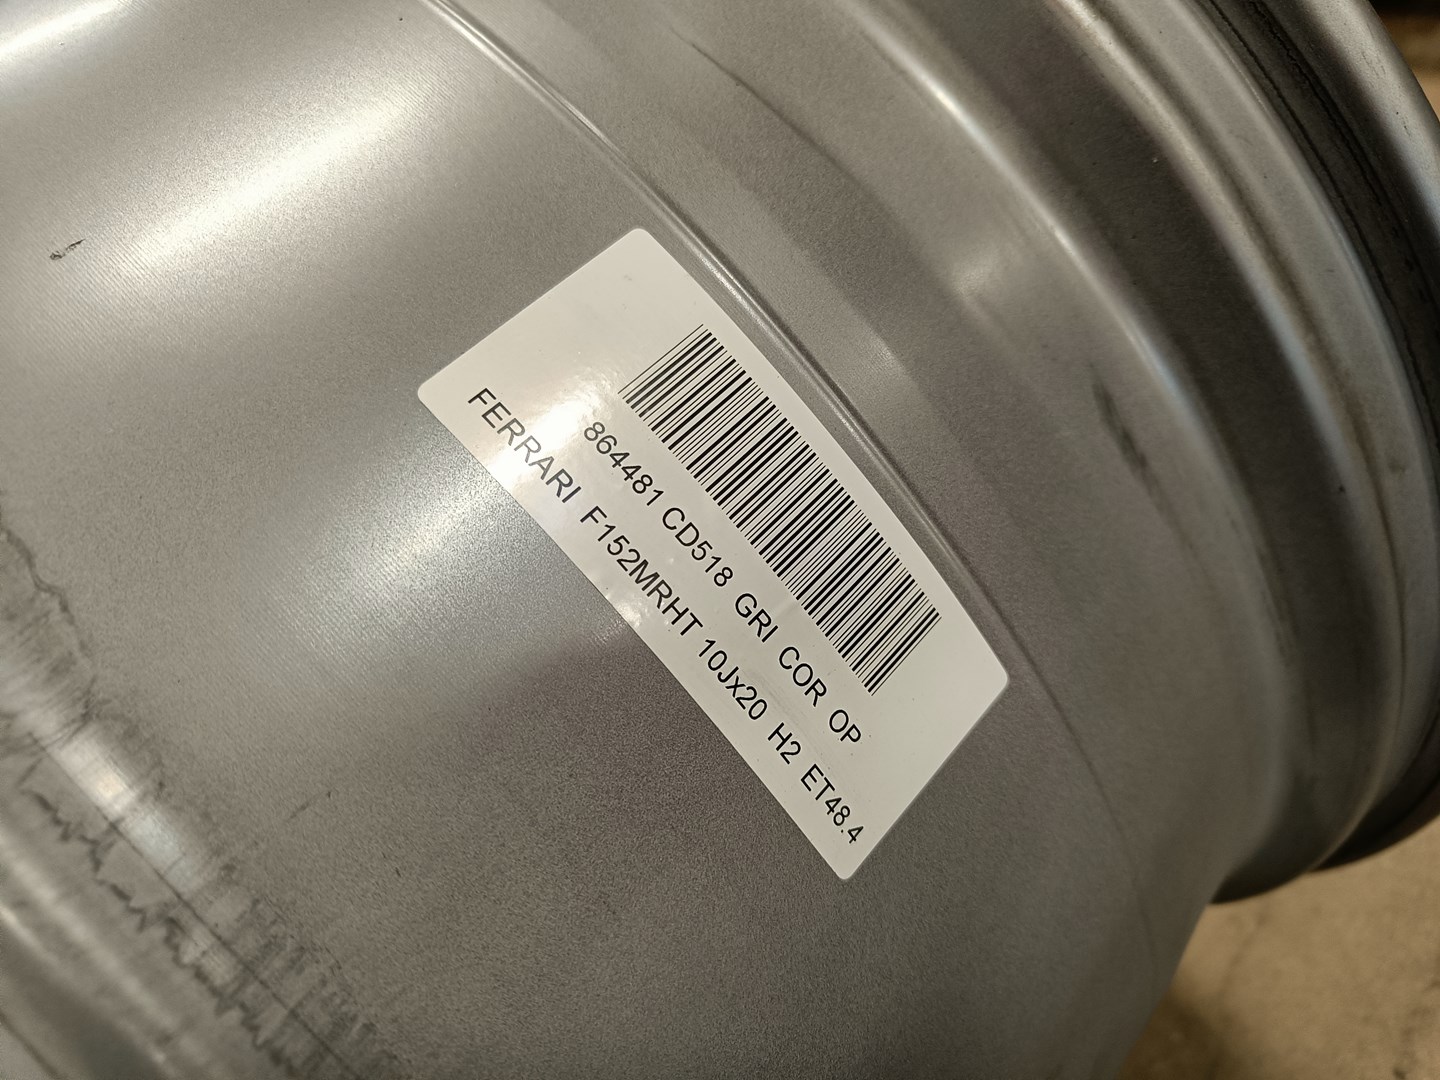 864481 CD518 GRI COR OP
FERRARI F152MRHT 10Jx20 H2 ET48.4